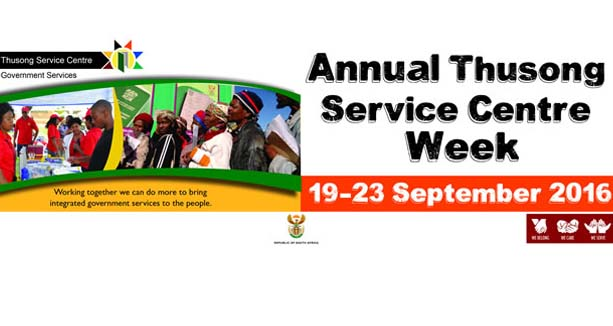 Thusong Service Centre
Government Services
Working together we can do more to bring
integrated government services to the people.
Annual Thusong
Service Centre
Week
19-23 September 2016
REPUBLIC OF SOUTH AFRICA
WE BELONG WE CARE WE SERVE